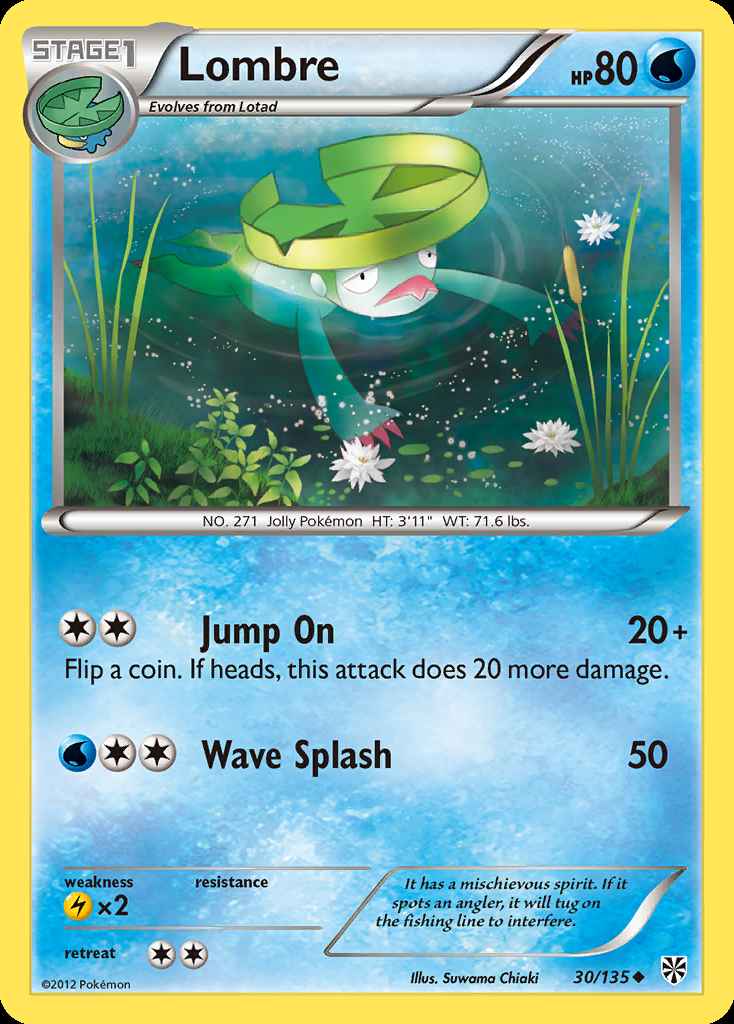 STAGE1
Lombre
HP80
Evolves from Lotad
NO. 271 Jolly Pokémon HT: 3'11" WT: 71.6 lbs.
Jump On 20+
Flip a coin. If heads, this attack does 20 more damage.
Wave Splash 50
weakness resistance
×2
retreat
It has a mischievous spirit. If it
spots an angler, it will tug on
the fishing line to interfere.
©2012 Pokémon
Illus. Suwama Chiaki
30/135